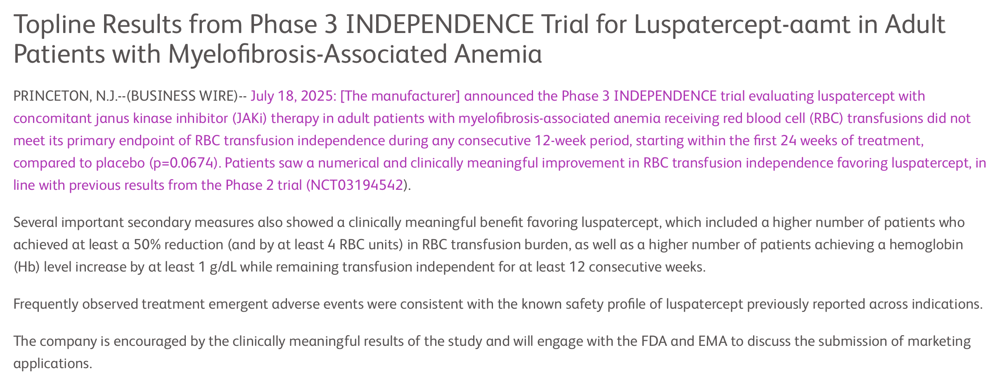 Topline Results from Phase 3 INDEPENDENCE Trial for Luspatercept-aamt in Adult
Patients with Myelofibrosis-Associated Anemia
PRINCETON, N.J.--(BUSINESS WIRE)-- July 18, 2025: [The manufacturer] announced the Phase 3 INDEPENDENCE trial evaluating luspatercept with
concomitant janus kinase inhibitor (JAKi) therapy in adult patients with myelofibrosis-associated anemia receiving red blood cell (RBC) transfusions did not
meet its primary endpoint of RBC transfusion independence during any consecutive 12-week period, starting within the first 24 weeks of treatment,
compared to placebo (p=0.0674). Patients saw a numerical and clinically meaningful improvement in RBC transfusion independence favoring luspatercept, in
line with previous results from the Phase 2 trial (NCT03194542).
Several important secondary measures also showed a clinically meaningful benefit favoring luspatercept, which included a higher number of patients who
achieved at least a 50% reduction (and by at least 4 RBC units) in RBC transfusion burden, as well as a higher number of patients achieving a hemoglobin
(Hb) level increase by at least 1 g/dL while remaining transfusion independent for at least 12 consecutive weeks.
Frequently observed treatment emergent adverse events were consistent with the known safety profile of luspatercept previously reported across indications.
The company is encouraged by the clinically meaningful results of the study and will engage with the FDA and EMA to discuss the submission of marketing
applications.